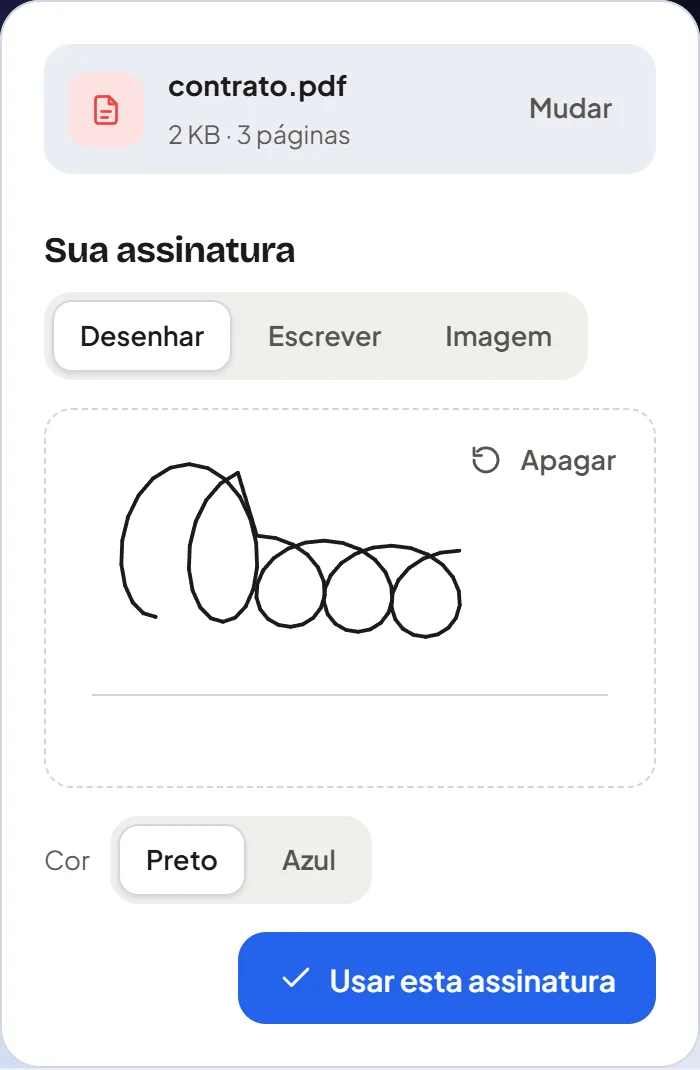 contrato.pdf
2 KB · 3 páginas
Mudar
Sua assinatura
Desenhar
Escrever
Imagem
Apagar
Cor
Preto
Azul
Usar esta assinatura